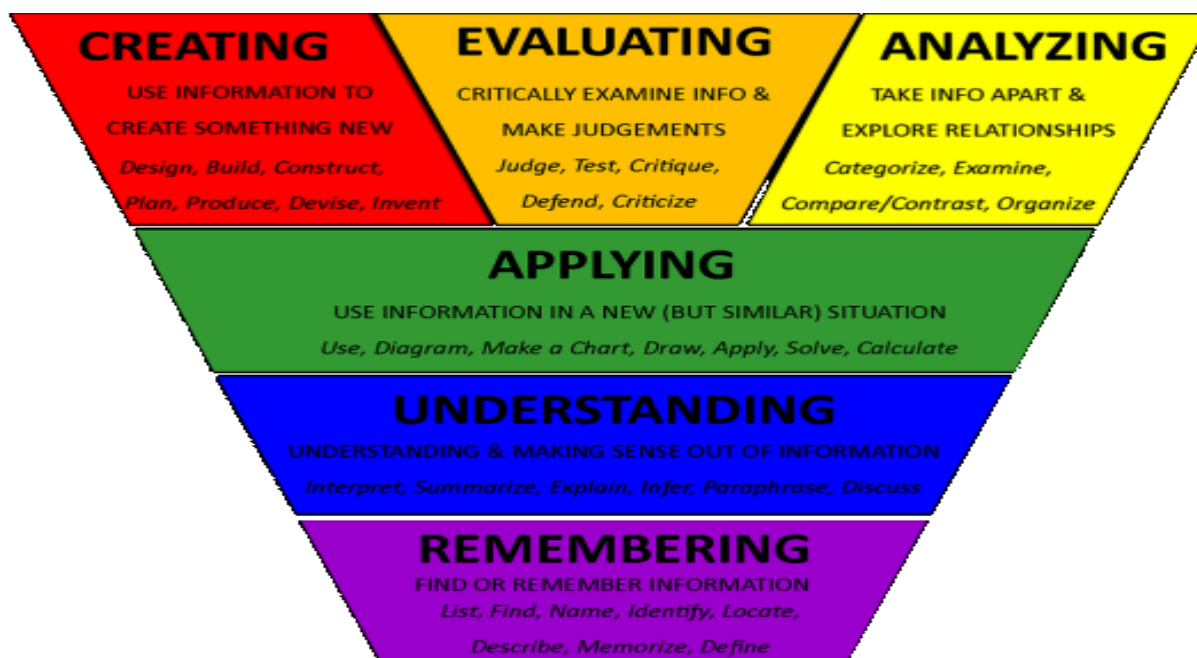 CREATING
USE INFORMATION TO
CREATE SOMETHING NEW
Design, Build, Construct,
Plan, Produce, Devise, Invent
EVALUATING
CRITICALLY EXAMINE INFO &
MAKE JUDGEMENTS
Judge, Test, Critique,
Defend, Criticize
ANALYZING
TAKE INFO APART &
EXPLORE RELATIONSHIPS
Categorize, Examine,
Compare/Contrast, Organize
APPLYING
USE INFORMATION IN A NEW (BUT SIMILAR) SITUATION
Use, Diagram, Make a Chart, Draw, Apply, Solve, Calculate
UNDERSTANDING
UNDERSTANDING & MAKING SENSE OUT OF INFORMATION
Interpret, Summarize, Explain, Infer, Paraphrase, Discuss
REMEMBERING
FIND OR REMEMBER INFORMATION
List, Find, Name, Identify, Locate,
Describe, Memorize, Define